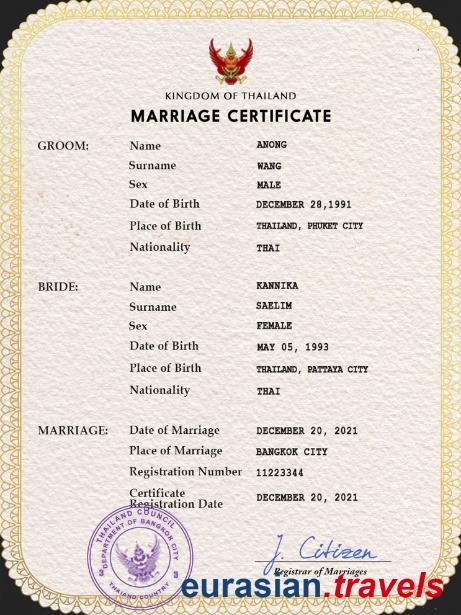 KINGDOM OF THAILAND
MARRIAGE CERTIFICATE
GROOM: Name ANONG
Surname WANG
Sex MALE
Date of Birth DECEMBER 28,1991
Place of Birth THAILAND, PHUKET CITY
Nationality THAI
BRIDE: Name KANNIKA
Surname SAELIM
Sex FEMALE
Date of Birth MAY 05, 1993
Place of Birth THAILAND, PATTAYA CITY
Nationality THAI
MARRIAGE: Date of Marriage DECEMBER 20, 2021
Place of Marriage BANGKOK CITY
Registration Number 11223344
Certificate
Registration Date DECEMBER 20, 2021
THAILAND COUNCIL
DEPARTMENT OF BANGKOK CITY
THAILAND COUNTRY
J. Citizen
Registrar of Marriages
eurasian.travels